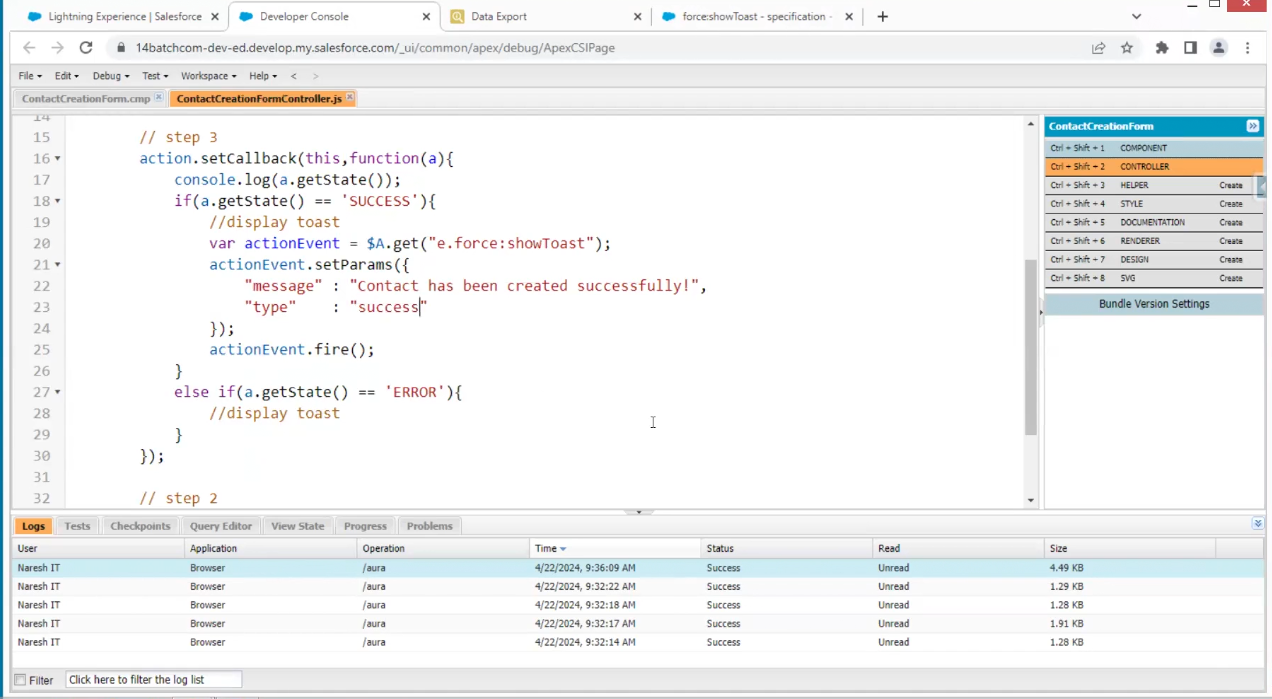 Lightning Experience | Salesforce
Developer Console
Data Export
force:showToast - specification -
14batchcom-dev-ed.develop.my.salesforce.com/_ui/common/apex/debug/ApexCSIPage
File Edit Debug Test Workspace Help < >
ContactCreationForm.cmp ContactCreationFormController.js
14
15 // step 3
16 action.setCallback(this,function(a){
17 console.log(a.getState());
18 if(a.getState() == 'SUCCESS'){
19 //display toast
20 var actionEvent = $A.get("e.force:showToast");
21 actionEvent.setParams({
22 "message" : "Contact has been created successfully!",
23 "type" : "success"
24 });
25 actionEvent.fire();
26 }
27 else if(a.getState() == 'ERROR'){
28 //display toast
29 }
30 });
31
32 // step 2
ContactCreationForm
Ctrl + Shift + 1 COMPONENT
Ctrl + Shift + 2 CONTROLLER
Ctrl + Shift + 3 HELPER Create
Ctrl + Shift + 4 STYLE Create
Ctrl + Shift + 5 DOCUMENTATION Create
Ctrl + Shift + 6 RENDERER Create
Ctrl + Shift + 7 DESIGN Create
Ctrl + Shift + 8 SVG Create
Bundle Version Settings
Logs Tests Checkpoints Query Editor View State Progress Problems
User Application Operation Time Status Read Size
Naresh IT Browser /aura 4/22/2024, 9:36:09 AM Success Unread 4.49 KB
Naresh IT Browser /aura 4/22/2024, 9:32:22 AM Success Unread 1.29 KB
Naresh IT Browser /aura 4/22/2024, 9:32:18 AM Success Unread 1.28 KB
Naresh IT Browser /aura 4/22/2024, 9:32:17 AM Success Unread 1.91 KB
Naresh IT Browser /aura 4/22/2024, 9:32:14 AM Success Unread 1.28 KB
Filter Click here to filter the log list